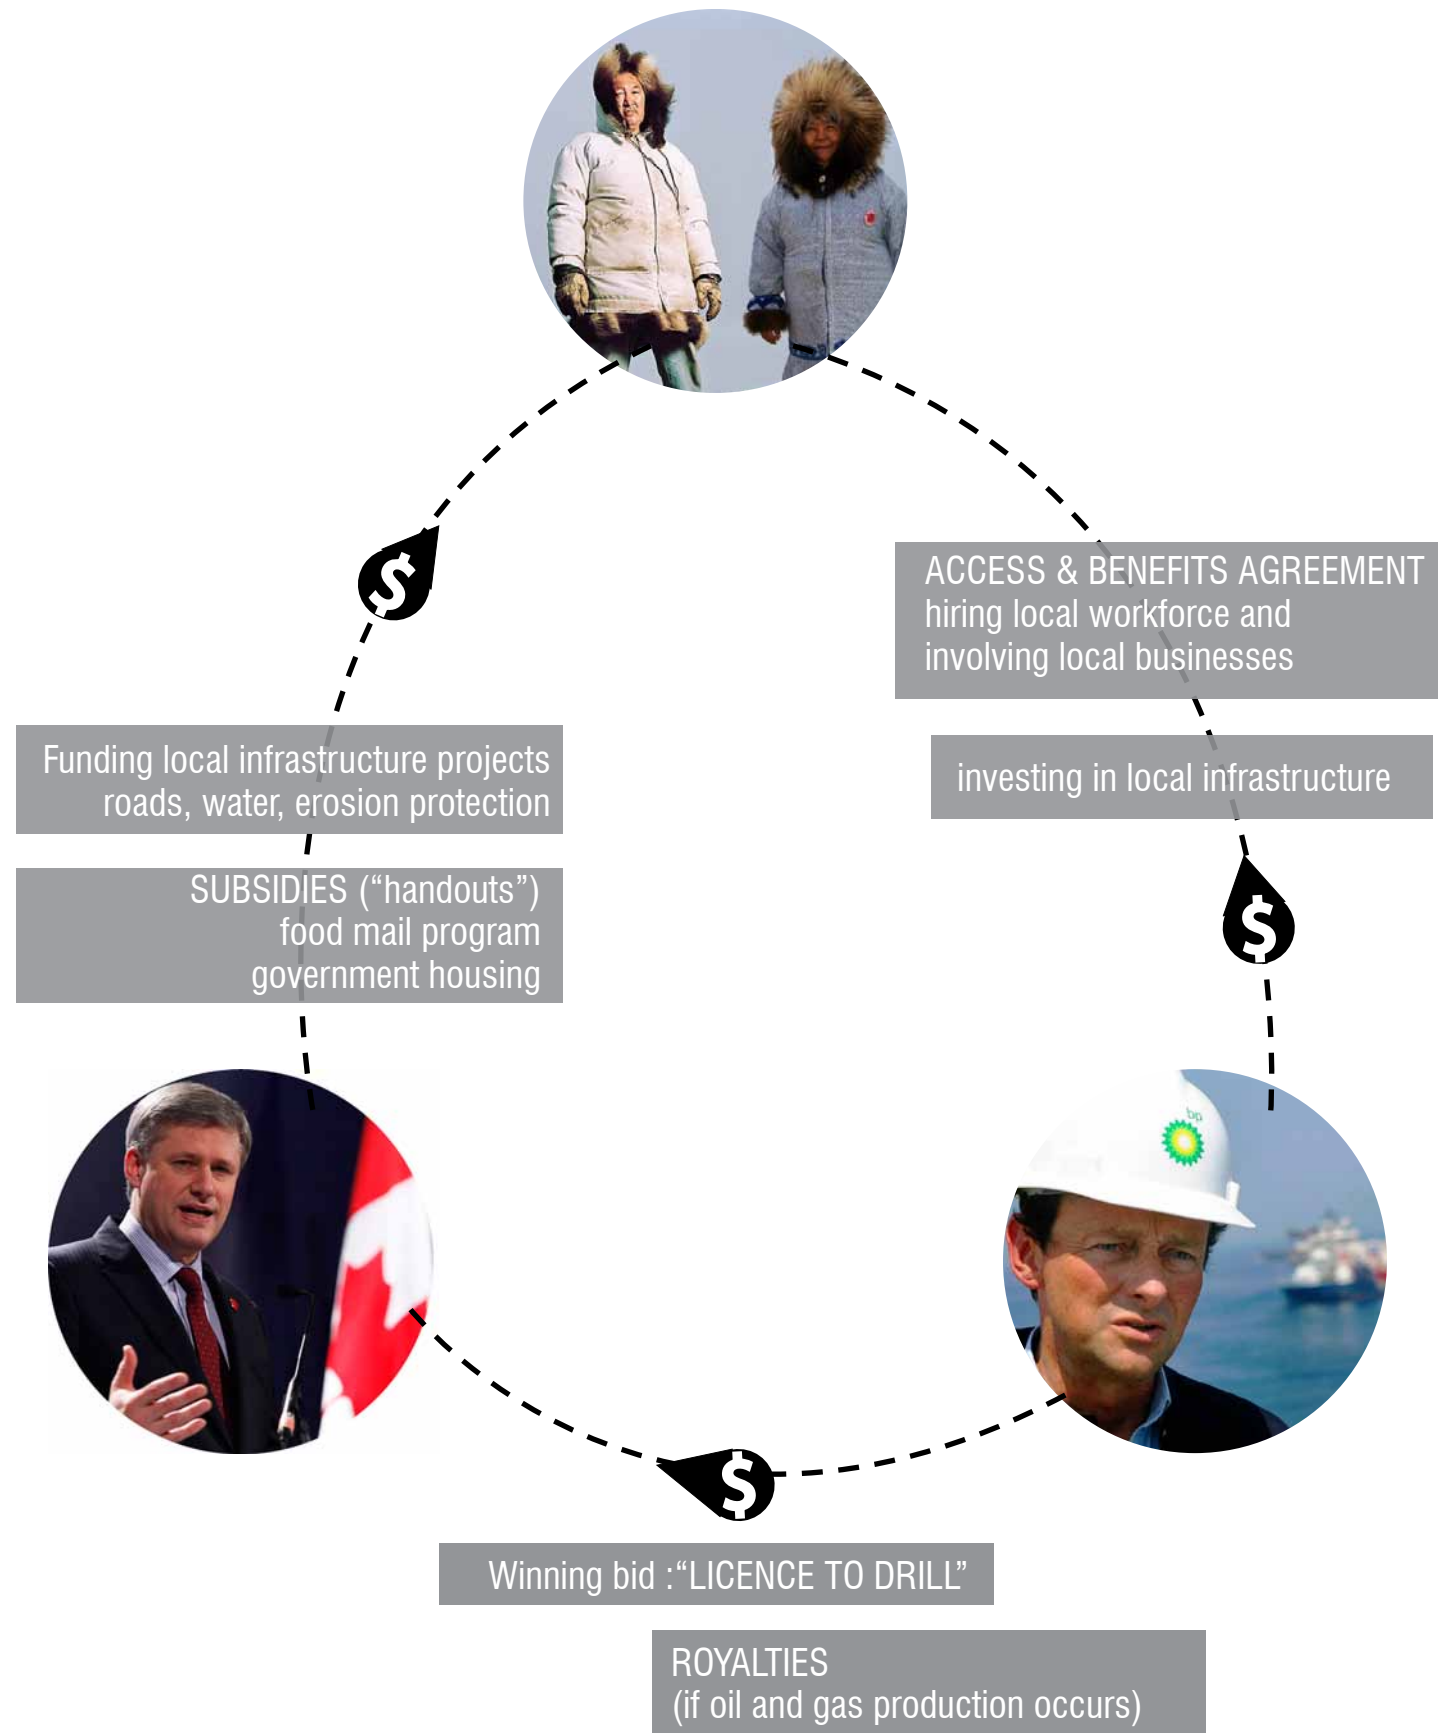 ACCESS & BENEFITS AGREEMENT
hiring local workforce and
involving local businesses
investing in local infrastructure
Funding local infrastructure projects
roads, water, erosion protection
SUBSIDIES (“handouts”)
food mail program
government housing
$
$
bp
$
Winning bid :“LICENCE TO DRILL”
ROYALTIES
(if oil and gas production occurs)